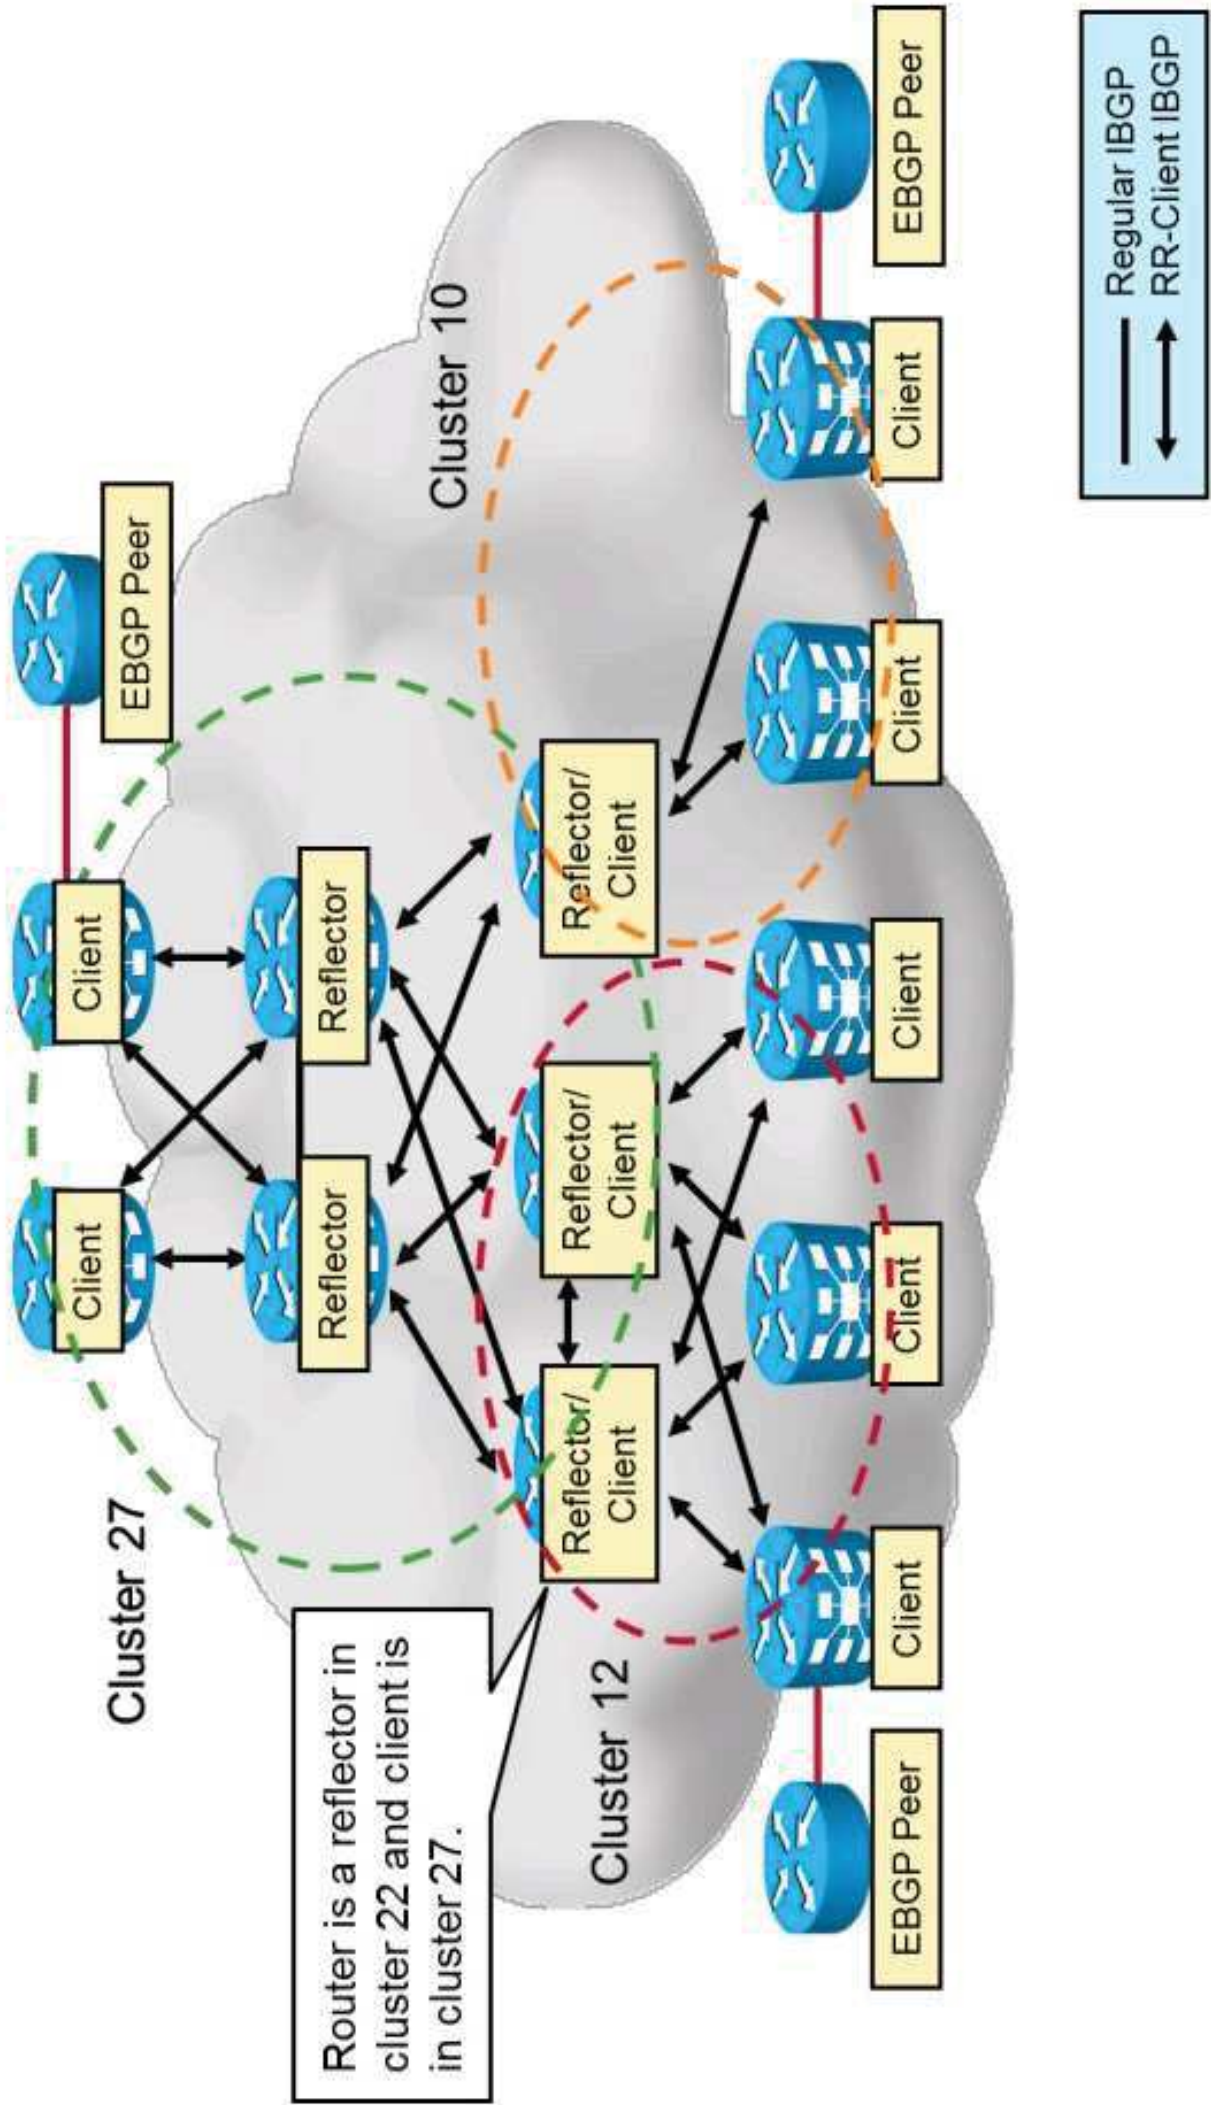 Cluster 27
Client
Client
EBGP Peer
Router is a reflector in
cluster 22 and client is
in cluster 27.
Reflector
Reflector
Cluster 10
Cluster 12
Reflector/
Client
Reflector/
Client
Reflector/
Client
EBGP Peer
Client
Client
Client
Client
Client
EBGP Peer
Regular IBGP
RR-Client IBGP